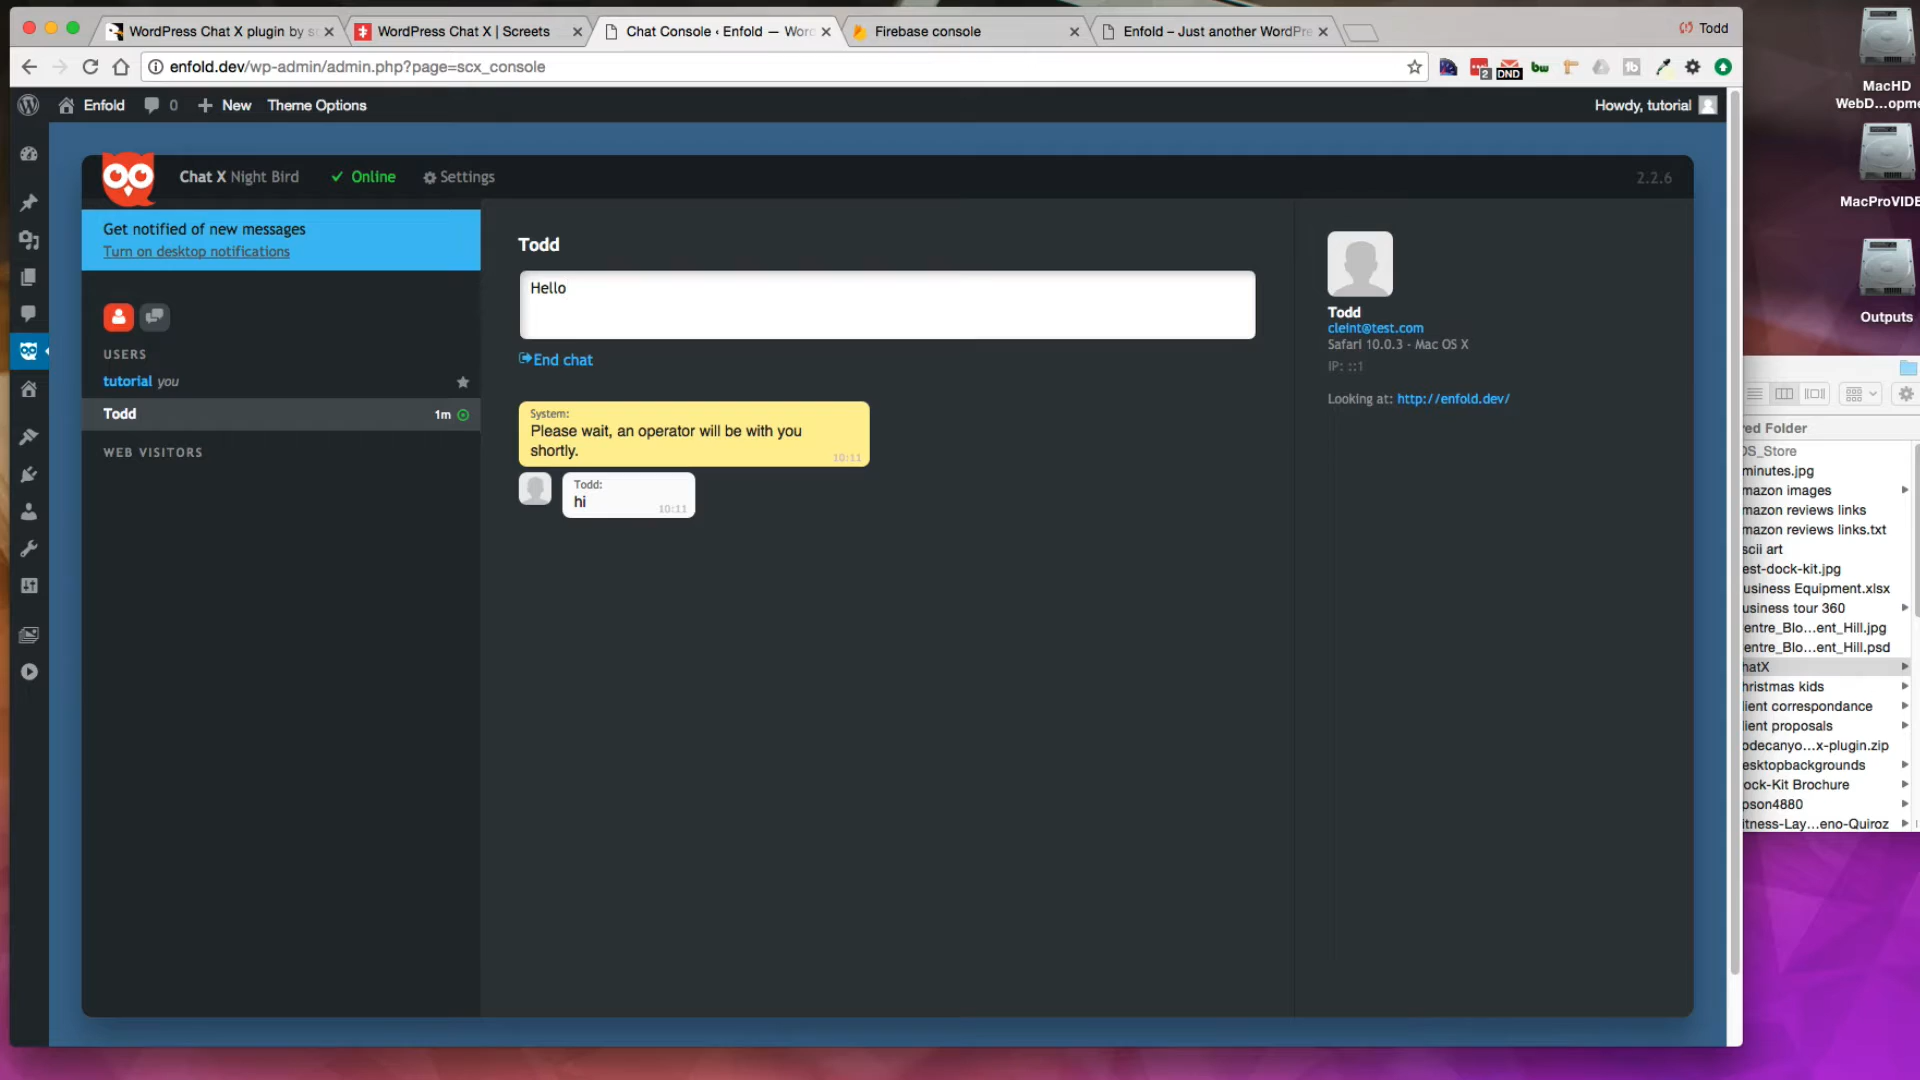 WordPress Chat X plugin by s
WordPress Chat X | Screets
Chat Console ‹ Enfold — Wor
Firebase console
Enfold – Just another WordPre
Todd
enfold.dev/wp-admin/admin.php?page=scx_console
2
DND
bw
Enfold
0
New
Theme Options
Howdy, tutorial
Chat X Night Bird
Online
Settings
2.2.6
Get notified of new messages
Turn on desktop notifications
USERS
tutorial you
Todd
1m
WEB VISITORS
Todd
Hello
End chat
System:
Please wait, an operator will be with you
shortly.
10:11
Todd:
hi
10:11
Todd
cleint@test.com
Safari 10.0.3 - Mac OS X
IP: ::1
Looking at: http://enfold.dev/
MacHD
WebD...opme
MacProVIDE
Outputs
red Folder
DS_Store
minutes.jpg
mazon images
mazon reviews links
mazon reviews links.txt
scii art
est-dock-kit.jpg
usiness Equipment.xlsx
usiness tour 360
entre_Blo...ent_Hill.jpg
entre_Blo...ent_Hill.psd
hatX
hristmas kids
lient correspondance
lient proposals
odecanyo...x-plugin.zip
esktopbackgrounds
ock-Kit Brochure
pson4880
itness-Lay...eno-Quiroz